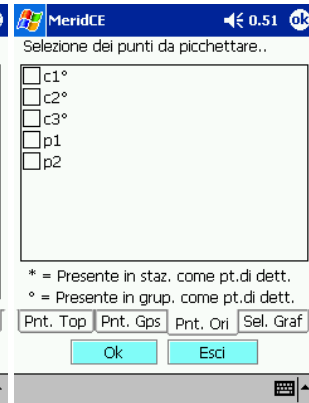 MeridCE 0.51 ok
Selezione dei punti da picchettare..
c1°
c2°
c3°
p1
p2
* = Presente in staz. come pt.di dett.
° = Presente in grup. come pt.di dett.
Pnt. Top Pnt. Gps Pnt. Ori Sel. Graf
Ok Esci